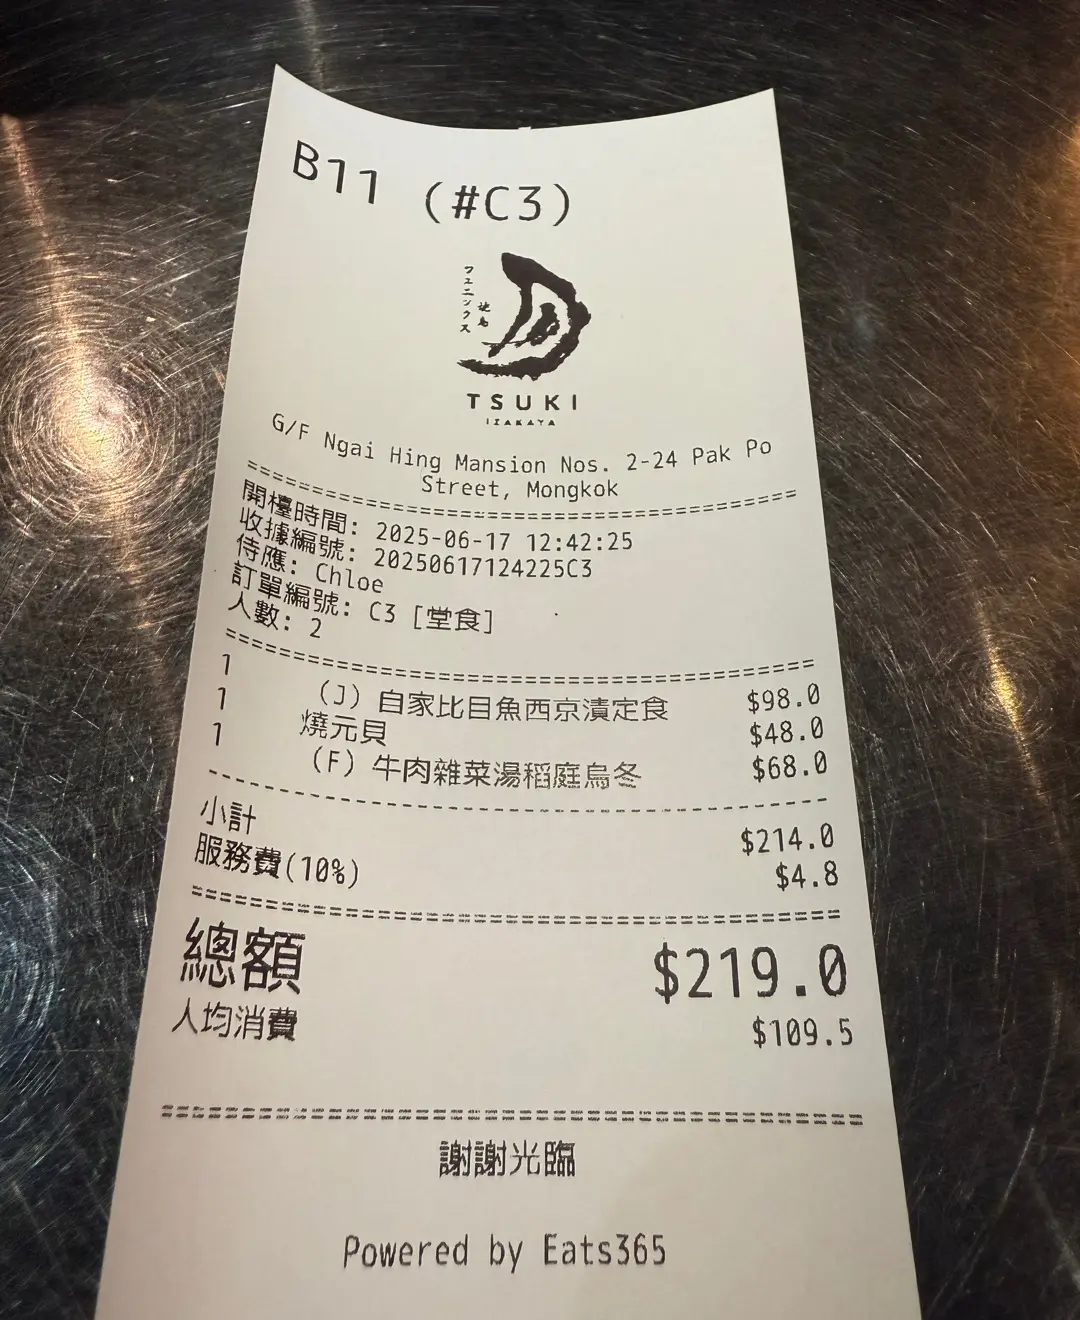 B11 (#C3)
フェニックス
地鳥
月
TSUKI
IZAKAYA
G/F Ngai Hing Mansion Nos. 2-24 Pak Po
Street, Mongkok
開檯時間: 2025-06-17 12:42:25
收據編號: 20250617124225C3
侍應: Chloe
訂單編號: C3 [堂食]
人數: 2
1 (J) 自家比目魚西京漬定食 $98.0
1 燒元貝 $48.0
1 (F) 牛肉雜菜湯稻庭烏冬 $68.0
小計 $214.0
服務費(10%) $4.8
總額 $219.0
人均消費 $109.5
謝謝光臨
Powered by Eats365